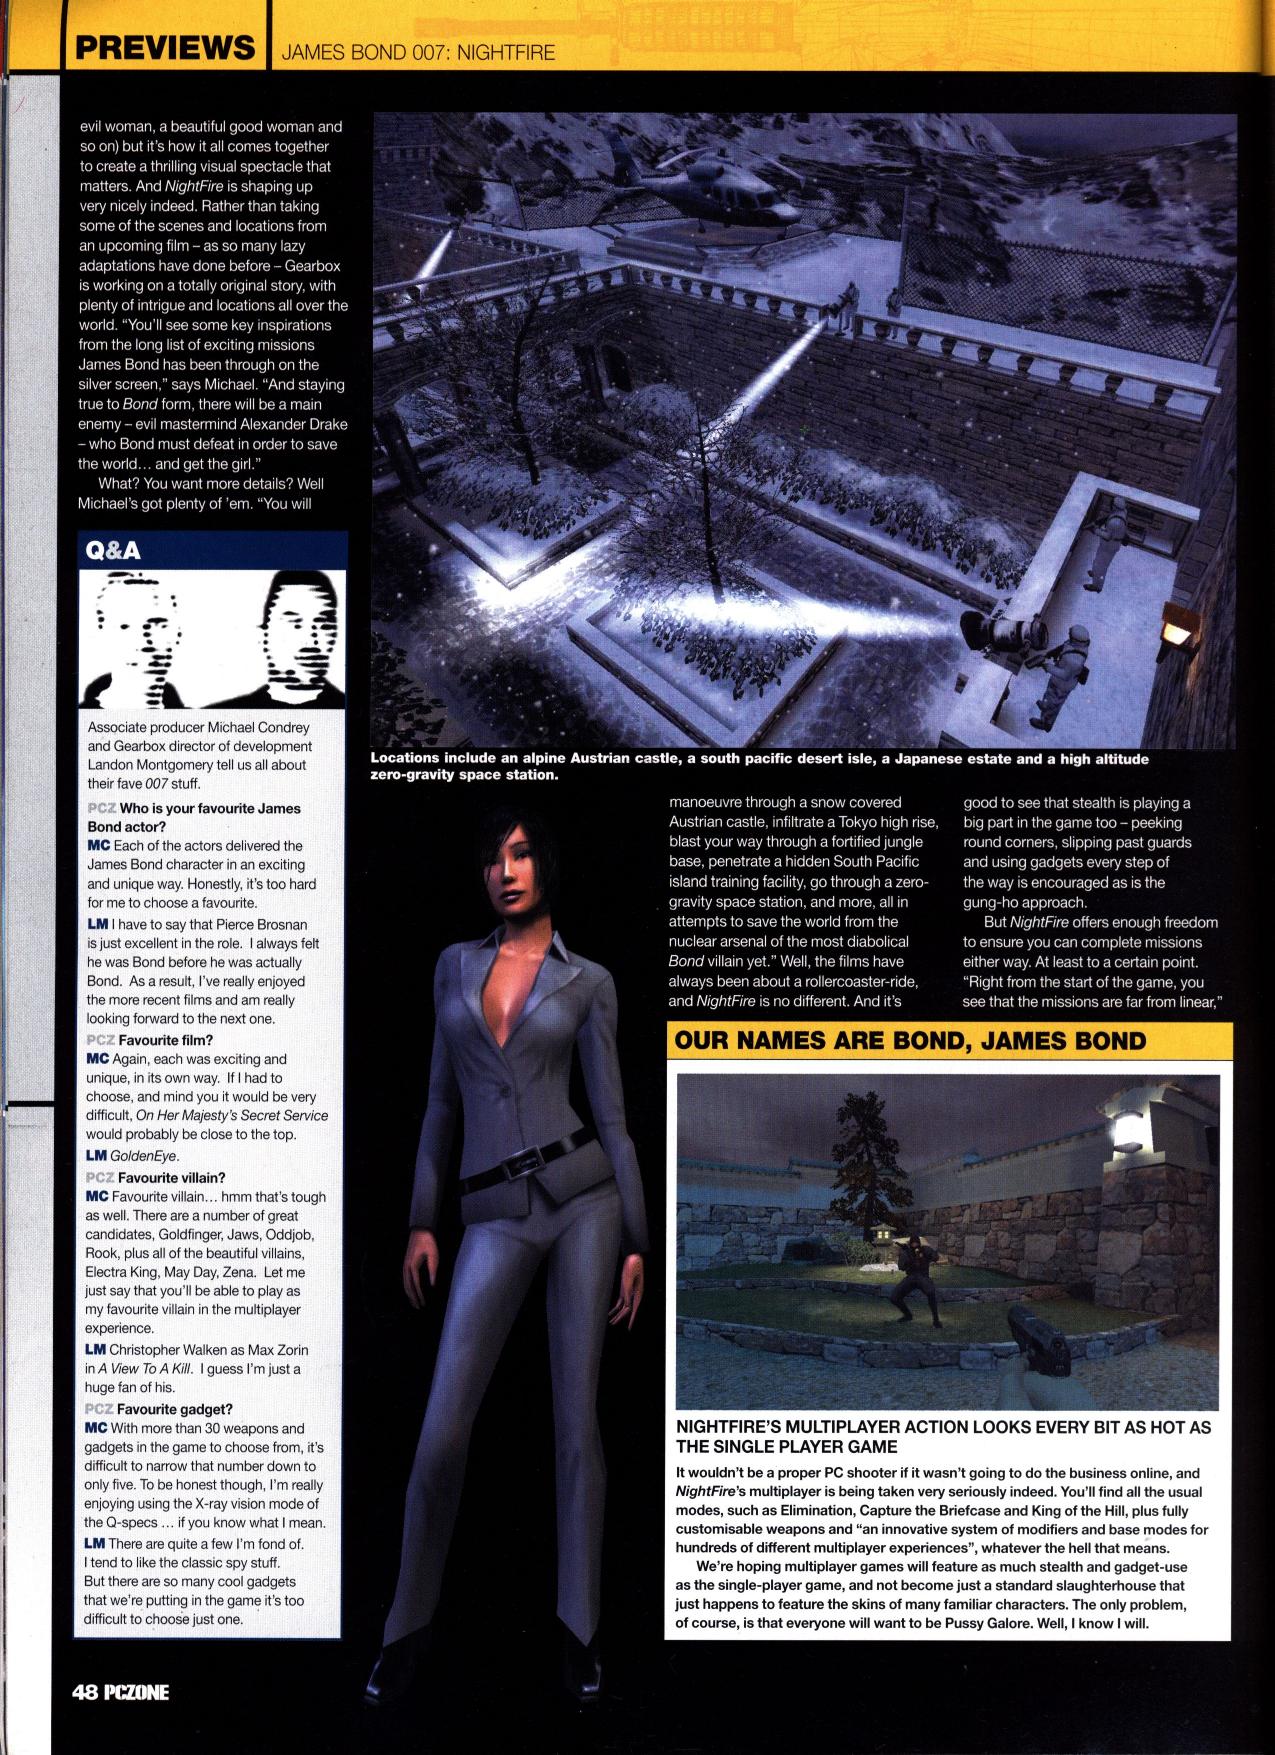 PREVIEWS
JAMES BOND 007: NIGHTFIRE
evil woman, a beautiful good woman and
so on) but it's how it all comes together
to create a thrilling visual spectacle that
matters. And NightFire is shaping up
very nicely indeed. Rather than taking
some of the scenes and locations from
an upcoming film – as so many lazy
adaptations have done before – Gearbox
is working on a totally original story, with
plenty of intrigue and locations all over the
world. “You'll see some key inspirations
from the long list of exciting missions
James Bond has been through on the
silver screen,” says Michael. “And staying
true to Bond form, there will be a main
enemy – evil mastermind Alexander Drake
– who Bond must defeat in order to save
the world… and get the girl.”
What? You want more details? Well
Michael's got plenty of 'em. “You will
Q&A
Associate producer Michael Condrey
and Gearbox director of development
Landon Montgomery tell us all about
their fave 007 stuff.
PCZ Who is your favourite James
Bond actor?
MC Each of the actors delivered the
James Bond character in an exciting
and unique way. Honestly, it's too hard
for me to choose a favourite.
LM I have to say that Pierce Brosnan
is just excellent in the role. I always felt
he was Bond before he was actually
Bond. As a result, I've really enjoyed
the more recent films and am really
looking forward to the next one.
PCZ Favourite film?
MC Again, each was exciting and
unique, in its own way. If I had to
choose, and mind you it would be very
difficult, On Her Majesty's Secret Service
would probably be close to the top.
LM GoldenEye.
PCZ Favourite villain?
MC Favourite villain… hmm that's tough
as well. There are a number of great
candidates, Goldfinger, Jaws, Oddjob,
Rook, plus all of the beautiful villains,
Electra King, May Day, Zena. Let me
just say that you'll be able to play as
my favourite villain in the multiplayer
experience.
LM Christopher Walken as Max Zorin
in A View To A Kill. I guess I'm just a
huge fan of his.
PCZ Favourite gadget?
MC With more than 30 weapons and
gadgets in the game to choose from, it's
difficult to narrow that number down to
only five. To be honest though, I'm really
enjoying using the X-ray vision mode of
the Q-specs … if you know what I mean.
LM There are quite a few I'm fond of.
I tend to like the classic spy stuff.
But there are so many cool gadgets
that we're putting in the game it's too
difficult to choose just one.
Locations include an alpine Austrian castle, a south pacific desert isle, a Japanese estate and a high altitude
zero-gravity space station.
manoeuvre through a snow covered
Austrian castle, infiltrate a Tokyo high rise,
blast your way through a fortified jungle
base, penetrate a hidden South Pacific
island training facility, go through a zero-
gravity space station, and more, all in
attempts to save the world from the
nuclear arsenal of the most diabolical
Bond villain yet.” Well, the films have
always been about a rollercoaster-ride,
and NightFire is no different. And it's
good to see that stealth is playing a
big part in the game too – peeking
round corners, slipping past guards
and using gadgets every step of
the way is encouraged as is the
gung-ho approach.
But NightFire offers enough freedom
to ensure you can complete missions
either way. At least to a certain point.
“Right from the start of the game, you
see that the missions are far from linear,”
OUR NAMES ARE BOND, JAMES BOND
NIGHTFIRE'S MULTIPLAYER ACTION LOOKS EVERY BIT AS HOT AS
THE SINGLE PLAYER GAME
It wouldn't be a proper PC shooter if it wasn't going to do the business online, and
NightFire's multiplayer is being taken very seriously indeed. You'll find all the usual
modes, such as Elimination, Capture the Briefcase and King of the Hill, plus fully
customisable weapons and “an innovative system of modifiers and base modes for
hundreds of different multiplayer experiences”, whatever the hell that means.
We're hoping multiplayer games will feature as much stealth and gadget-use
as the single-player game, and not become just a standard slaughterhouse that
just happens to feature the skins of many familiar characters. The only problem,
of course, is that everyone will want to be Pussy Galore. Well, I know I will.
48 PCZONE